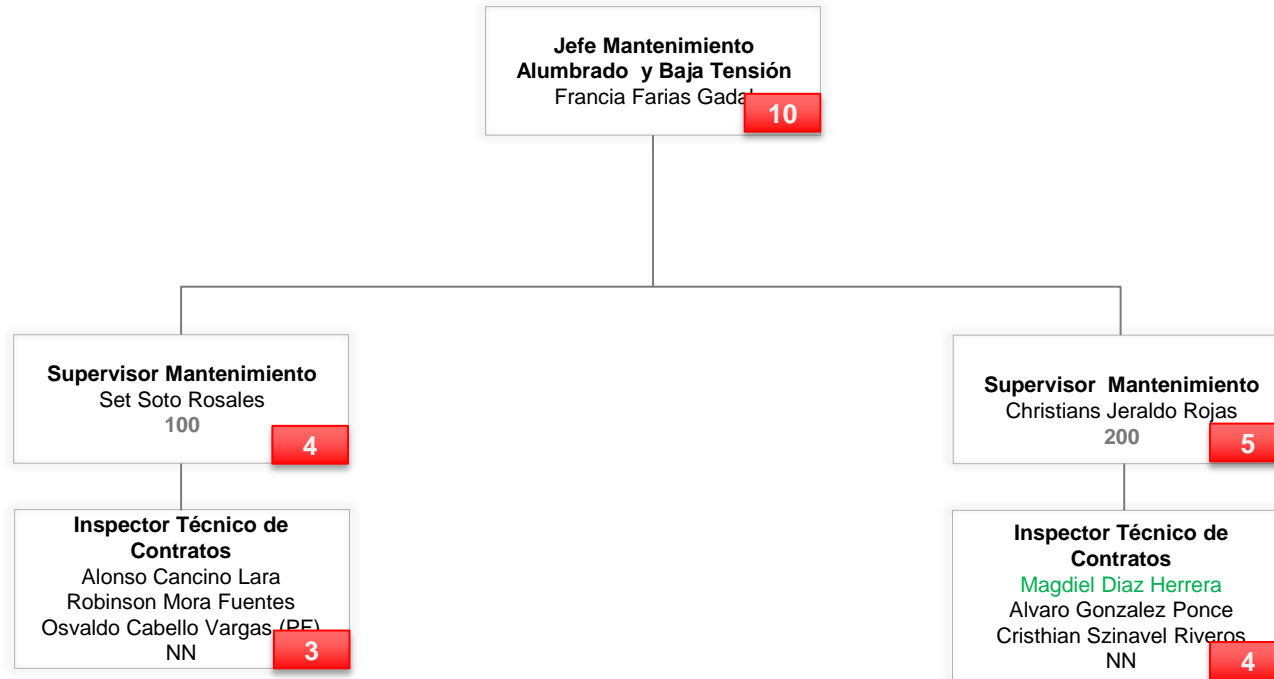 Jefe Mantenimiento
Alumbrado y Baja Tensión
Francia Farias
10
Supervisor Mantenimiento
Set Soto Rosales
100
4
Supervisor Mantenimiento
Christians Jeraldo Rojas
200
5
Inspector Técnico de
Contratos
Alonso Cancino Lara
Robinson Mora Fuentes
Osvaldo Cabello Vargas (PF)
NN
3
Inspector Técnico de
Contratos
Magdiel Diaz Herrera
Alvaro Gonzalez Ponce
Cristhian Szinavel Riveros
NN
4